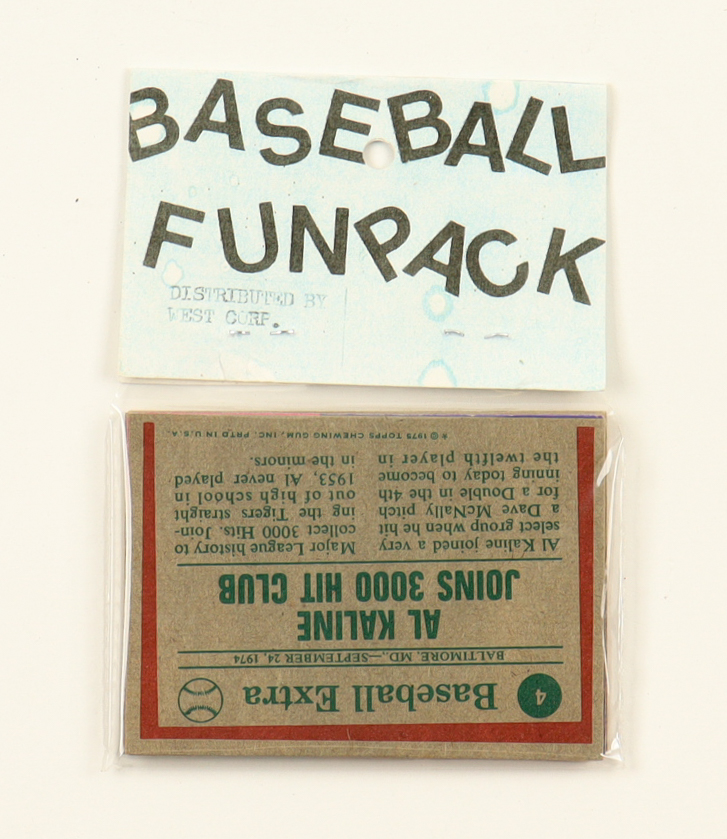 BASEBALL
FUNPACK
DISTRIBUTED BY
WEST CORP.
4
Baseball Extra
BALTIMORE, MD.,—SEPTEMBER 24, 1974
AL KALINE
JOINS 3000 HIT CLUB
Al Kaline joined a very
select group when he hit
a Dave McNally pitch
for a Double in the 4th
inning today to become
the twelfth player in
Major League history to
collect 3000 Hits. Join-
ing the Tigers straight
out of high school in
1953, Al never played
in the minors.
★ © 1975 TOPPS CHEWING GUM, INC. PRTD IN U.S.A.